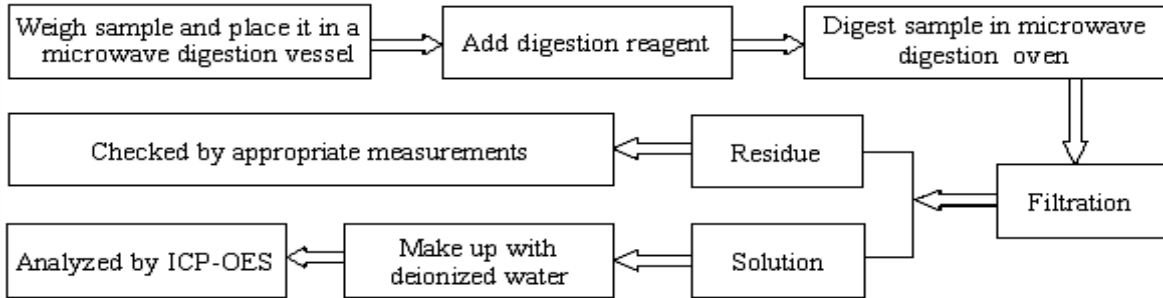 Weigh sample and place it in a
microwave digestion vessel
Add digestion reagent
Digest sample in microwave
digestion oven
Checked by appropriate measurements
Residue
Filtration
Analyzed by ICP-OES
Make up with
deionized water
Solution